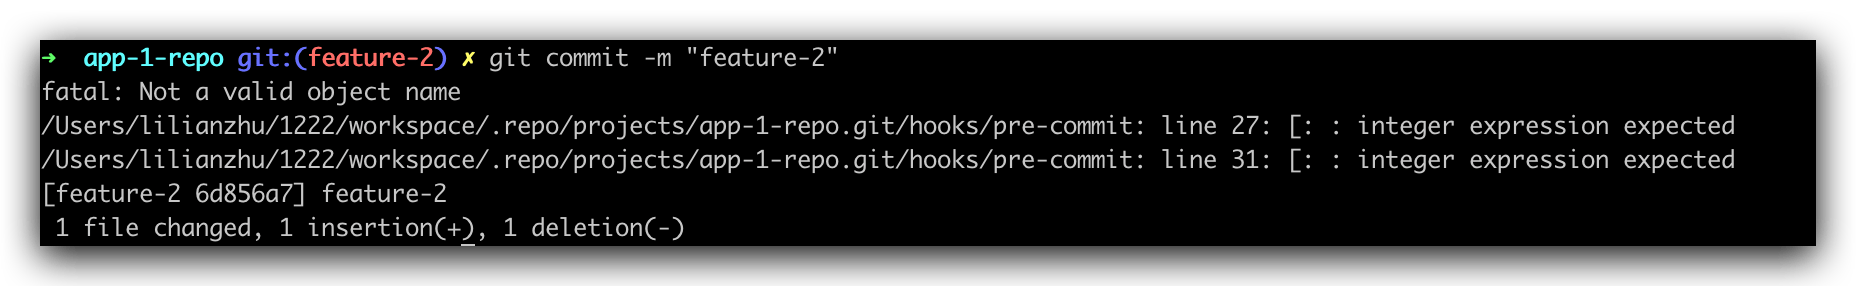 ➜  app-1-repo git:(feature-2) ✗ git commit -m "feature-2"
fatal: Not a valid object name
/Users/lilianzhu/1222/workspace/.repo/projects/app-1-repo.git/hooks/pre-commit: line 27: [: : integer expression expected
/Users/lilianzhu/1222/workspace/.repo/projects/app-1-repo.git/hooks/pre-commit: line 31: [: : integer expression expected
[feature-2 6d856a7] feature-2
 1 file changed, 1 insertion(+), 1 deletion(-)